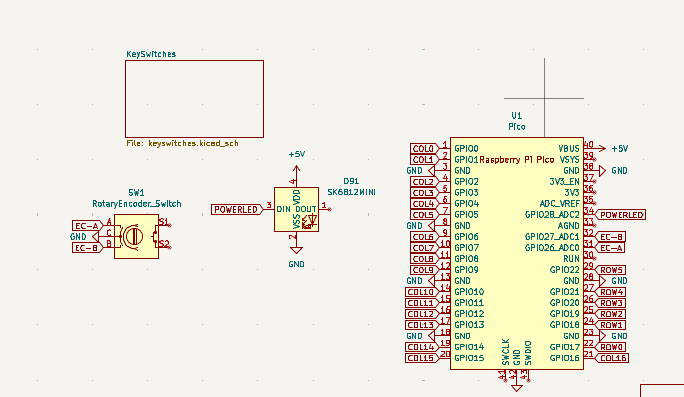 KeySwitches
File: keyswitches.kicad_sch
SW1
RotaryEncoder_Switch
EC-A
GND
EC-B
A
C
B
S1
S2
+5V
D91
SK6812MINI
POWERLED
3
DIN
DOUT
1
4
VDD
VSS
2
GND
U1
Pico
Raspberry Pi Pico
COL0 1 GPIO0
COL1 2 GPIO1
GND 3 GND
COL2 4 GPIO2
COL3 5 GPIO3
COL4 6 GPIO4
COL5 7 GPIO5
GND 8 GND
COL6 9 GPIO6
COL7 10 GPIO7
COL8 11 GPIO8
COL9 12 GPIO9
GND 13 GND
COL10 14 GPIO10
COL11 15 GPIO11
COL12 16 GPIO12
COL13 17 GPIO13
GND 18 GND
COL14 19 GPIO14
COL15 20 GPIO15
VBUS 40 +5V
VSYS 39
GND 38 GND
3V3_EN 37
3V3 36
ADC_VREF 35
GPIO28_ADC2 34 POWERLED
AGND 33
GPIO27_ADC1 32 EC-B
GPIO26_ADC0 31 EC-A
RUN 30
GPIO22 29 ROW5
GND 28 GND
GPIO21 27 ROW4
GPIO20 26 ROW3
GPIO19 25 ROW2
GPIO18 24 ROW1
GND 23 GND
GPIO17 22 ROW0
GPIO16 21 COL16
SWCLK
GND
SWDIO
41
42
43